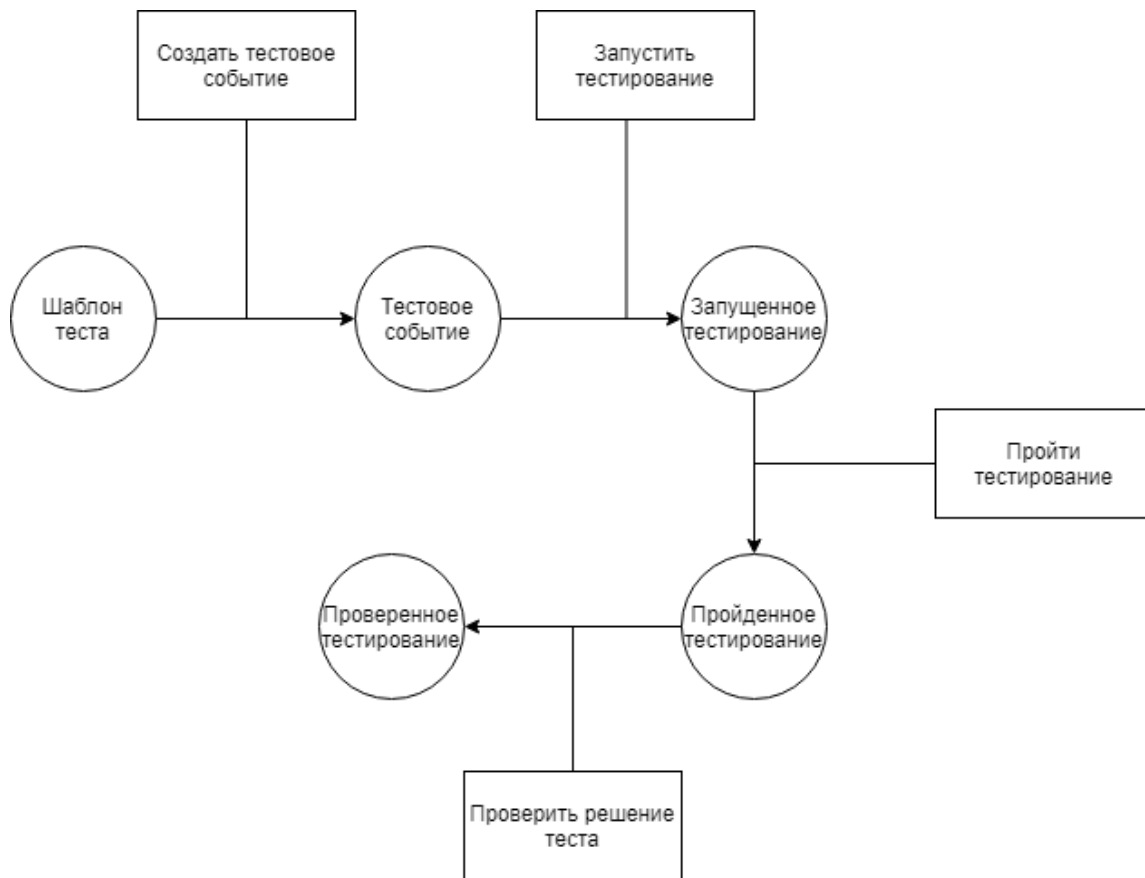 Создать тестовое
событие
Запустить
тестирование
Шаблон
теста
Тестовое
событие
Запущенное
тестирование
Пройти
тестирование
Проверенное
тестирование
Пройденное
тестирование
Проверить решение
теста